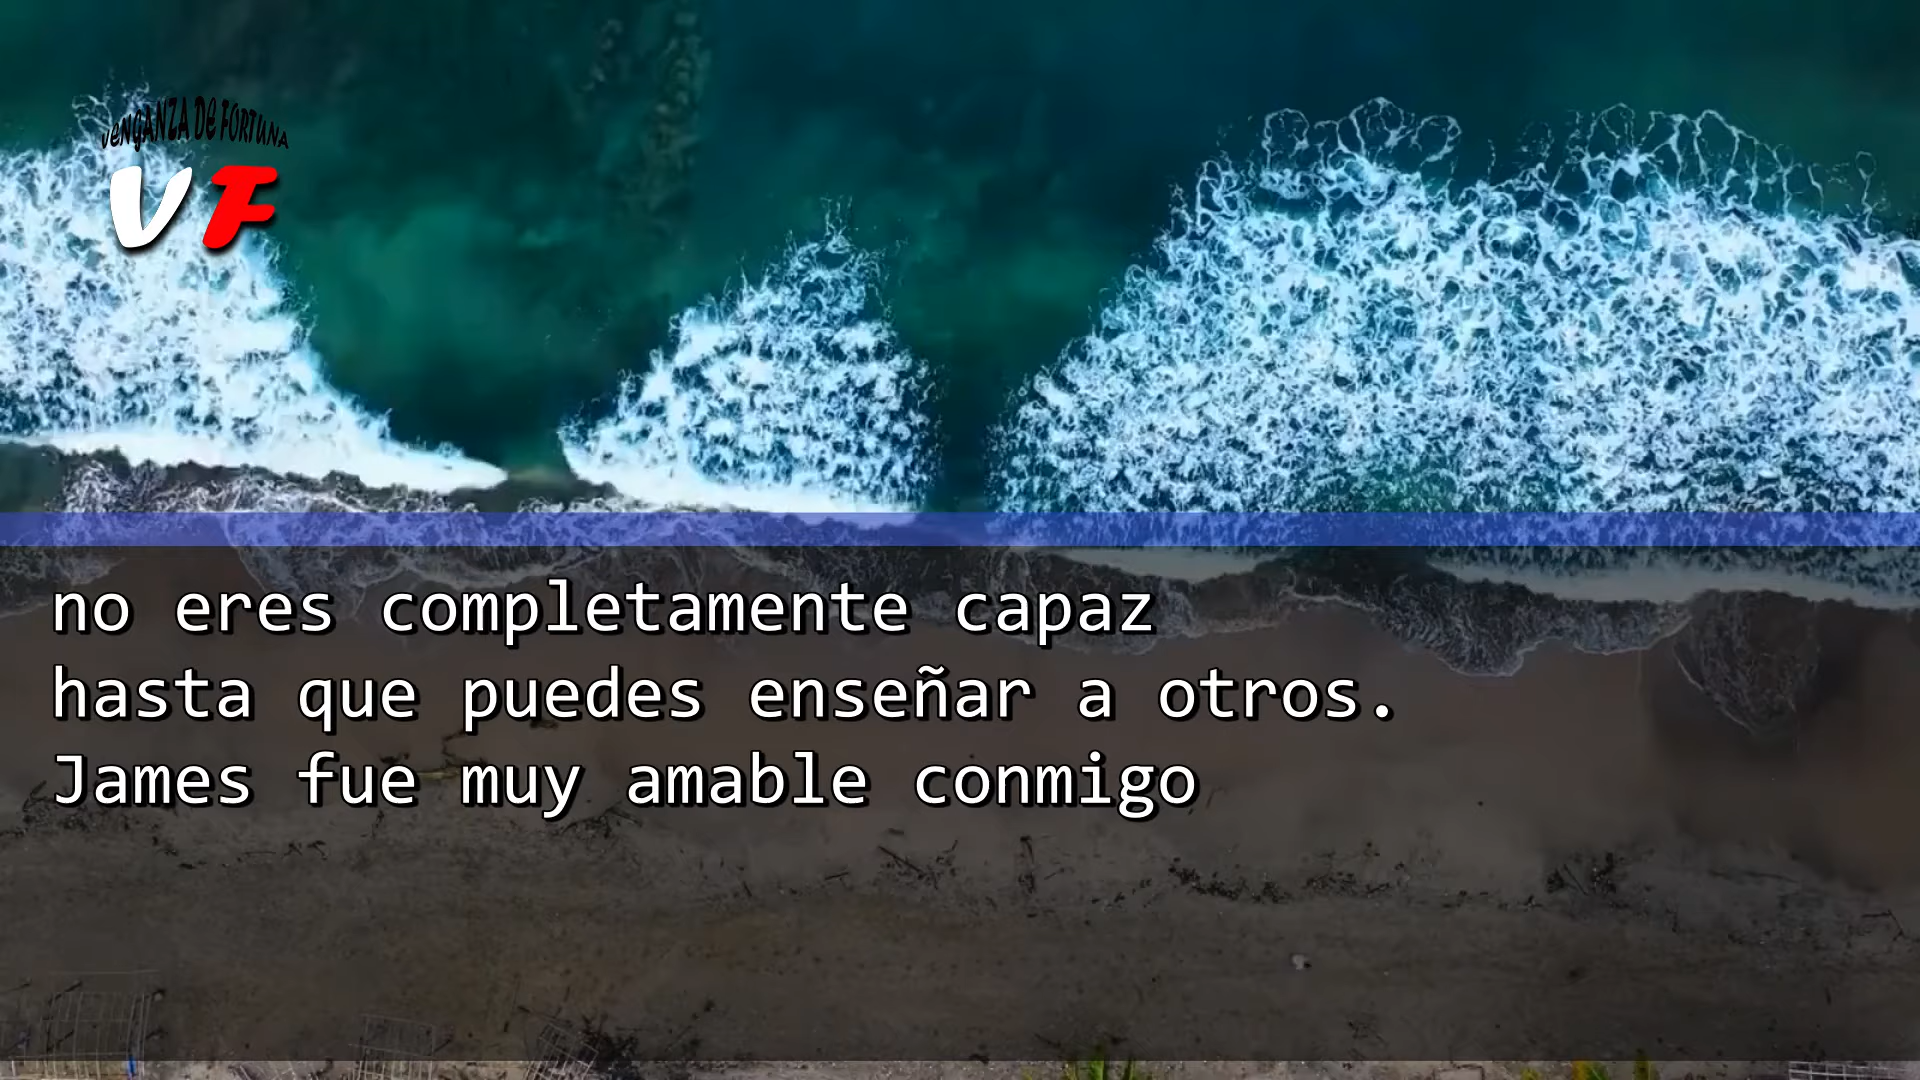 VENGANZA DE FORTUNA
VF
no eres completamente capaz
hasta que puedes enseñar a otros.
James fue muy amable conmigo